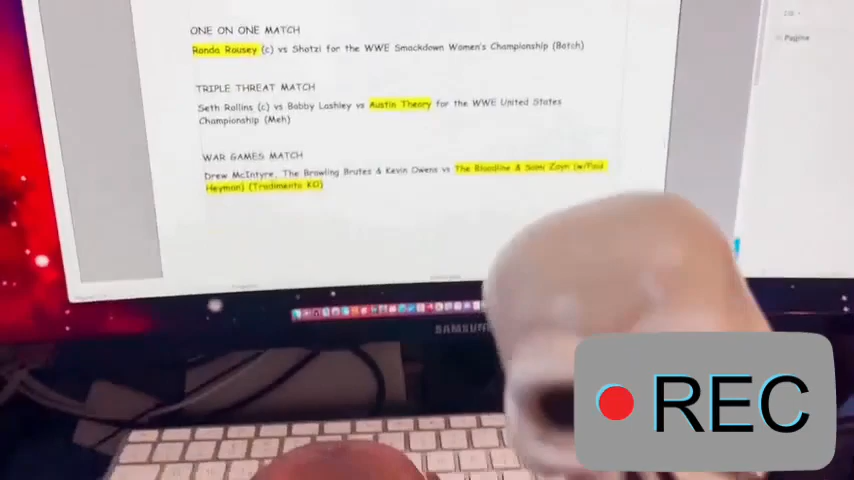 ONE ON ONE MATCH
Ronda Rousey (c) vs Shotzi for the WWE Smackdown Women's Championship (Botch)
TRIPLE THREAT MATCH
Seth Rollins (c) vs Bobby Lashley vs Austin Theory for the WWE United States
Championship (Meh)
WAR GAMES MATCH
Drew McIntyre, The Brawling Brutes & Kevin Owens vs The Bloodline & Sami Zayn (w/Paul
Heyman) (Tradimento KO)
Pagine
SAMSUNG
REC